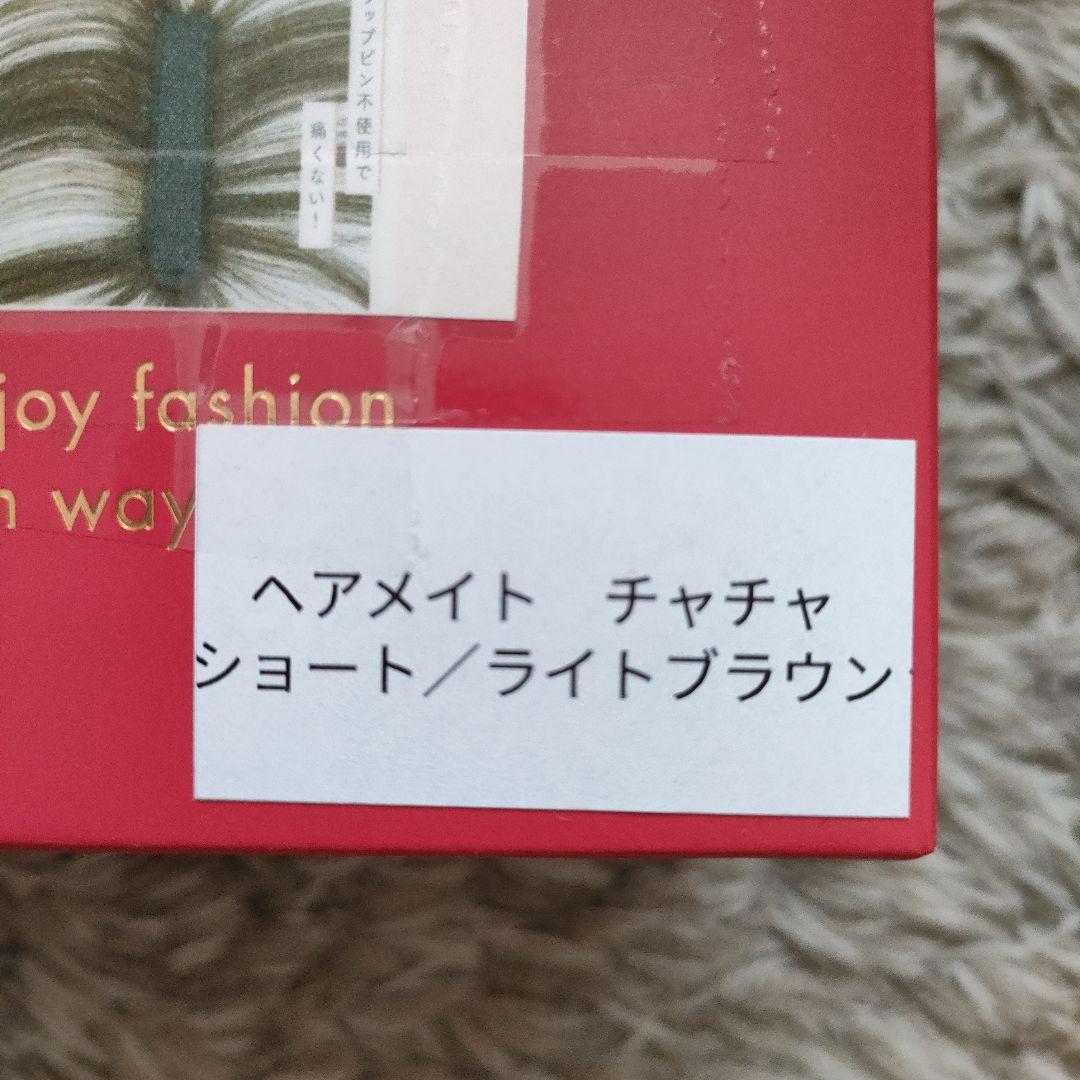 ップピン不使用で
痛くない!
joy fashion
way
ヘアメイト　チャチャ
ショート／ライトブラウン